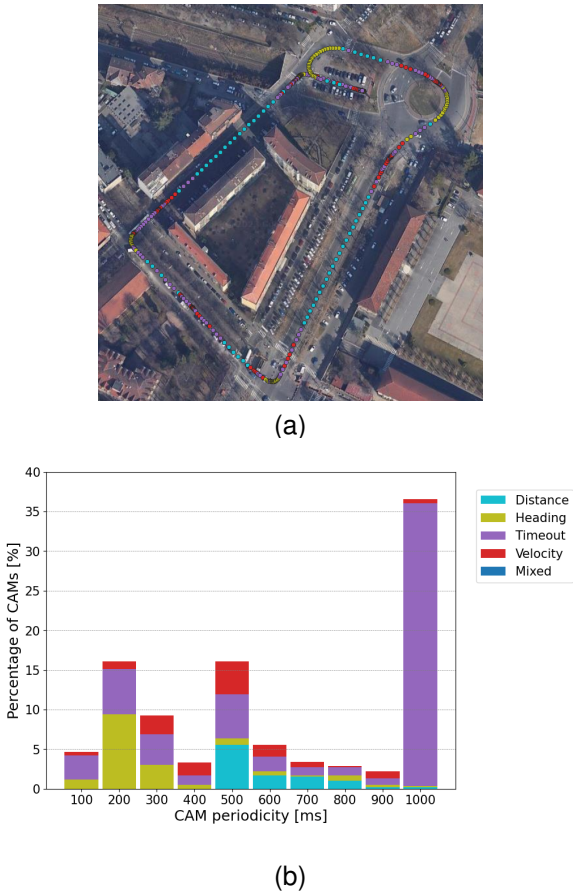 (a)
40
35
30
25
20
15
10
5
0
Percentage of CAMs [%]
100 200 300 400 500 600 700 800 900 1000
CAM periodicity [ms]
Distance
Heading
Timeout
Velocity
Mixed
(b)